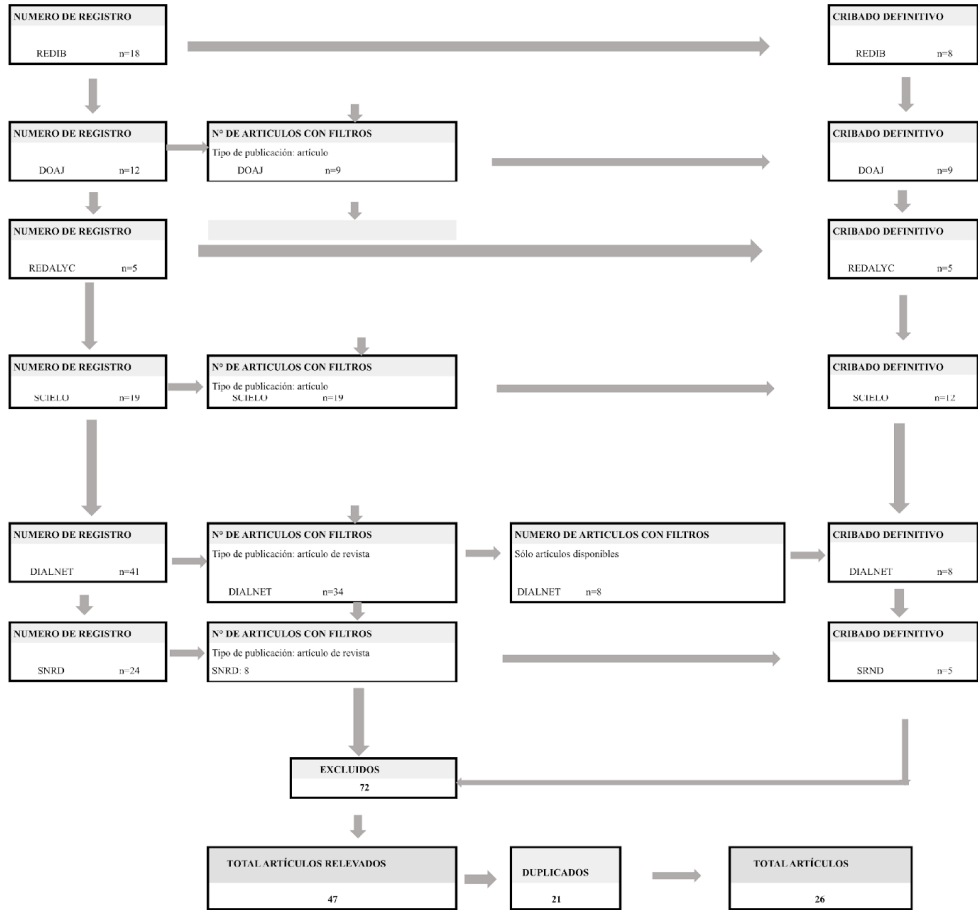 NUMERO DE REGISTRO
REDIB n=18
CRIBADO DEFINITIVO
REDIB n=8
NUMERO DE REGISTRO
DOAJ n=12
N° DE ARTICULOS CON FILTROS
Tipo de publicación: artículo
DOAJ n=9
CRIBADO DEFINITIVO
DOAJ n=9
NUMERO DE REGISTRO
REDALYC n=5
CRIBADO DEFINITIVO
REDALYC n=5
NUMERO DE REGISTRO
SCIELO n=19
N° DE ARTICULOS CON FILTROS
Tipo de publicación: artículo
SCIELO n=19
CRIBADO DEFINITIVO
SCIELO n=12
NUMERO DE REGISTRO
DIALNET n=41
N° DE ARTICULOS CON FILTROS
Tipo de publicación: artículo de revista
DIALNET n=34
NUMERO DE ARTICULOS CON FILTROS
Sólo artículos disponibles
DIALNET n=8
CRIBADO DEFINITIVO
DIALNET n=8
NUMERO DE REGISTRO
SNRD n=24
N° DE ARTICULOS CON FILTROS
Tipo de publicación: artículo de revista
SNRD: 8
CRIBADO DEFINITIVO
SRND n=5
EXCLUIDOS
72
TOTAL ARTÍCULOS RELEVADOS
47
DUPLICADOS
21
TOTAL ARTÍCULOS
26